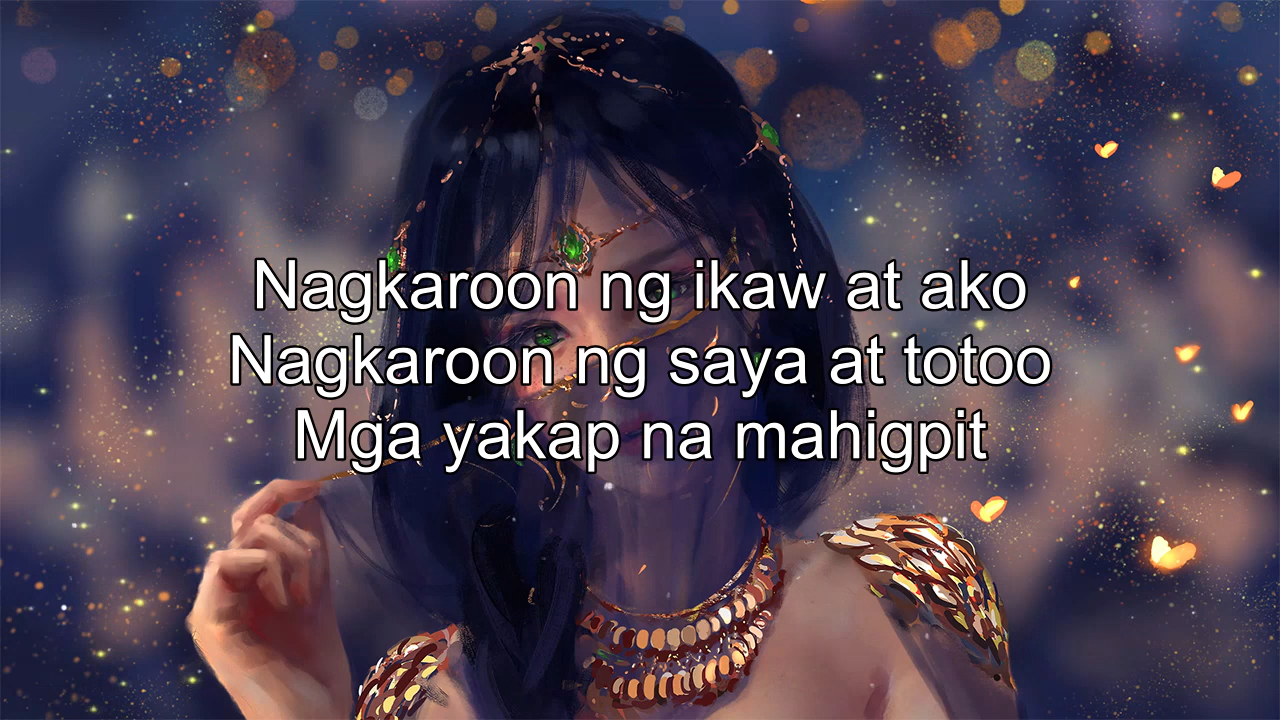 Nagkaroon ng ikaw at ako
Nagkaroon ng saya at totoo
Mga yakap na mahigpit